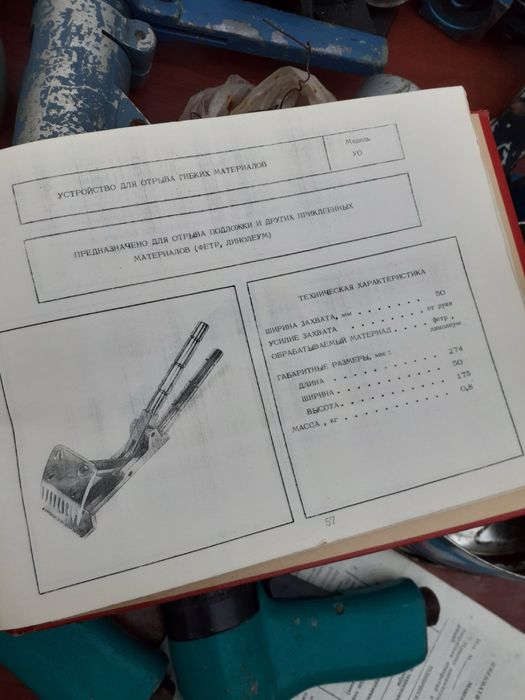 УСТРОЙСТВО ДЛЯ ОТРЫВА ГИБКИХ МАТЕРИАЛОВ
Модель
УО
ПРЕДНАЗНАЧЕНО ДЛЯ ОТРЫВА ПОДЛОЖКИ И ДРУГИХ ПРИКЛЕЕННЫХ
МАТЕРИАЛОВ (ФЕТР, ЛИНОЛЕУМ)
ТЕХНИЧЕСКАЯ ХАРАКТЕРИСТИКА
ШИРИНА ЗАХВАТА, мм . . . . . . . 50
УСИЛИЕ ЗАХВАТА . . . . . . . от руки
ОБРАБАТЫВАЕМЫЙ МАТЕРИАЛ . . . . фетр,
линолеум
ГАБАРИТНЫЕ РАЗМЕРЫ, мм :
ДЛИНА . . . . . . . . . . 274
ШИРИНА . . . . . . . . . . 50
ВЫСОТА . . . . . . . . . . 175
МАССА , кг . . . . . . . . . . 0,8
57